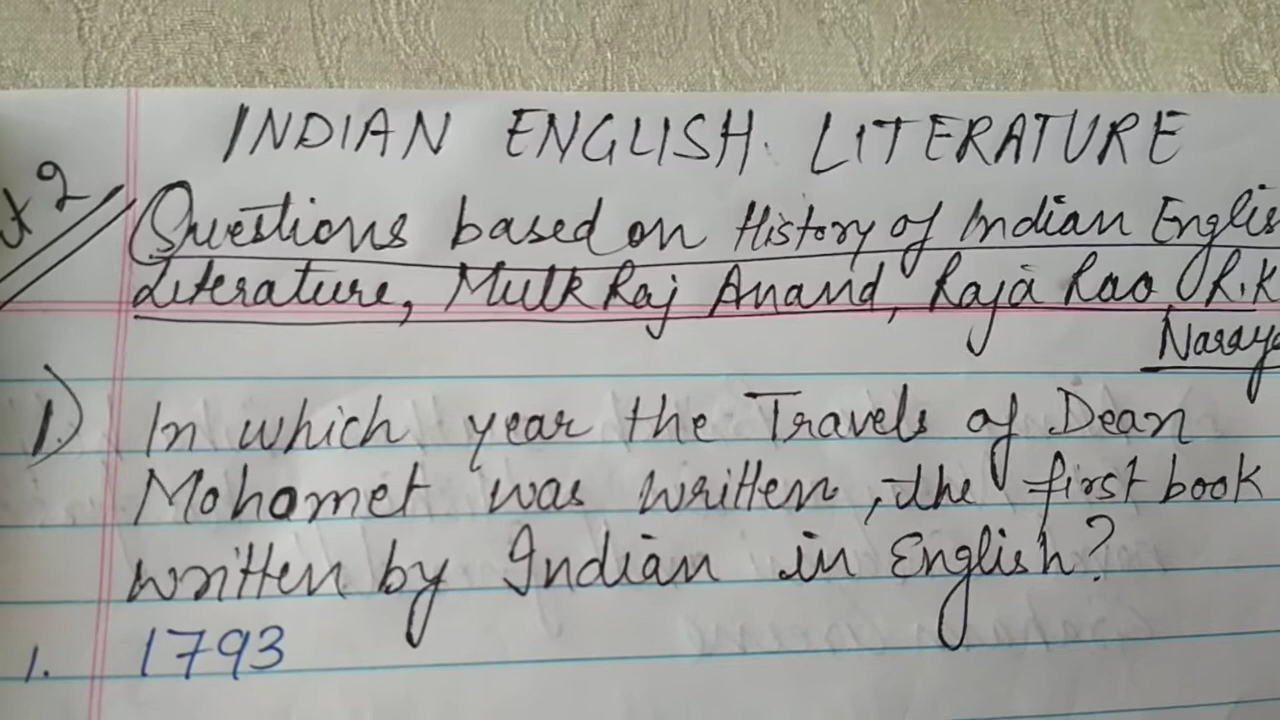 INDIAN ENGLISH. LITERATURE
Questions based on History of Indian Englis
Literature, Mulk Raj Anand, Raja Rao & R.K
Naraya
1) In which year the Travels of Dean
Mohamet was written, the first book
written by Indian in English?
1. 1793